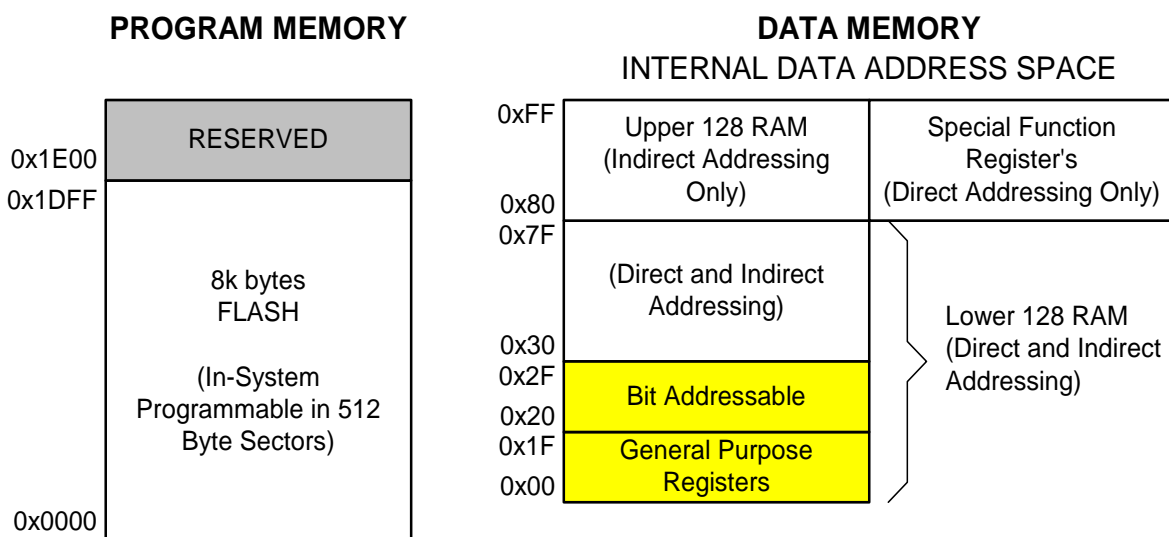 PROGRAM MEMORY
RESERVED
0x1E00
0x1DFF
8k bytes
FLASH
(In-System
Programmable in 512
Byte Sectors)
0x0000
DATA MEMORY
INTERNAL DATA ADDRESS SPACE
0xFF
Upper 128 RAM
(Indirect Addressing
Only)
0x80
Special Function
Register's
(Direct Addressing Only)
0x7F
(Direct and Indirect
Addressing)
0x30
0x2F
Bit Addressable
0x20
0x1F
General Purpose
Registers
0x00
Lower 128 RAM
(Direct and Indirect
Addressing)